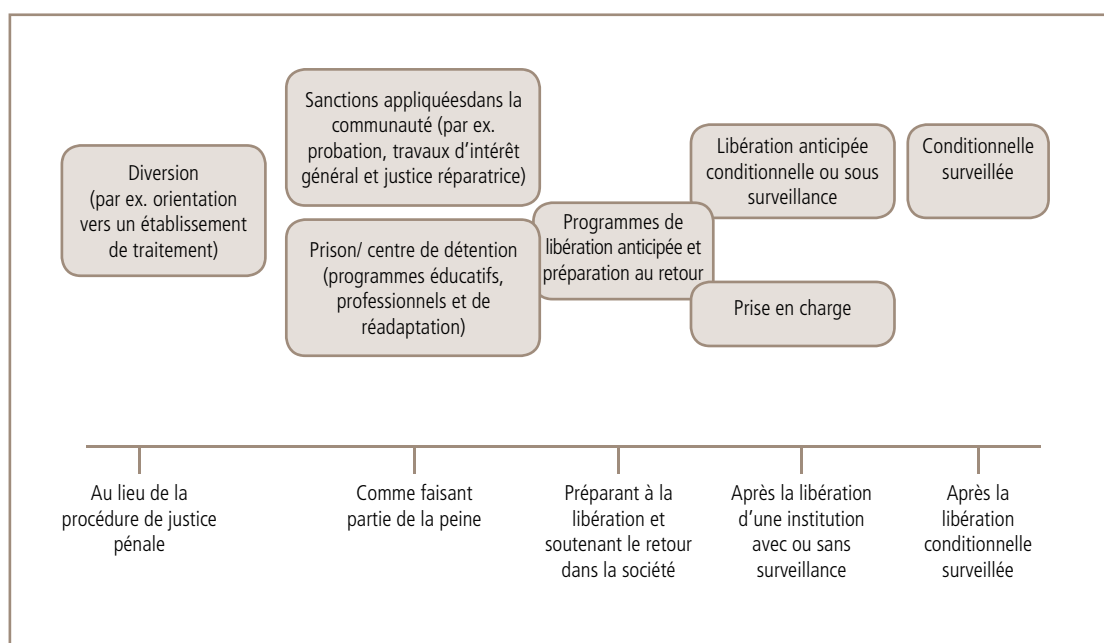 Diversion
(par ex. orientation
vers un établissement
de traitement)
Sanctions appliquéesdans la
communauté (par ex.
probation, travaux d'intérêt
général et justice réparatrice)
Prison/ centre de détention
(programmes éducatifs,
professionnels et de
réadaptation)
Programmes de
libération anticipée et
préparation au retour
Libération anticipée
conditionnelle ou sous
surveillance
Prise en charge
Conditionnelle
surveillée
Au lieu de la
procédure de justice
pénale
Comme faisant
partie de la peine
Préparant à la
libération et
soutenant le retour
dans la société
Après la libération
d'une institution
avec ou sans
surveillance
Après la
libération
conditionnelle
surveillée